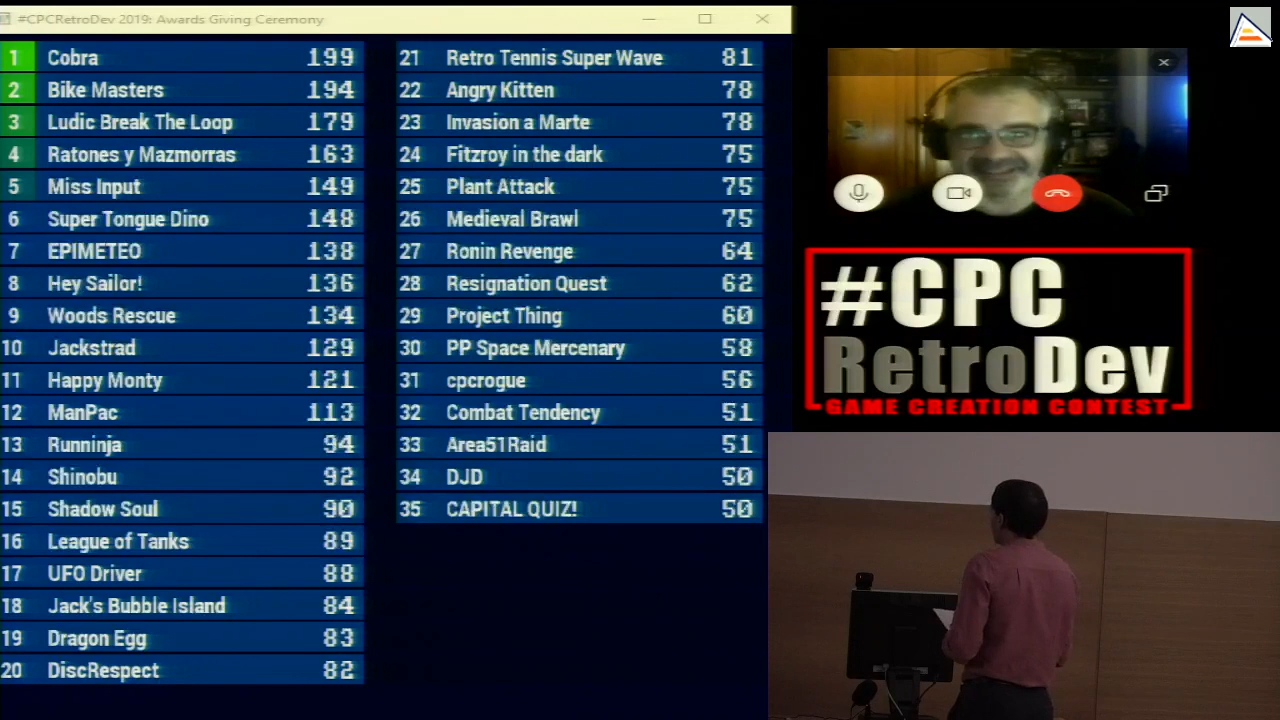 #CPCRetroDev 2019: Awards Giving Ceremony
1 Cobra 199
2 Bike Masters 194
3 Ludic Break The Loop 179
4 Ratones y Mazmorras 163
5 Miss Input 149
6 Super Tongue Dino 148
7 EPIMETEO 138
8 Hey Sailor! 136
9 Woods Rescue 134
10 Jackstrad 129
11 Happy Monty 121
12 ManPac 113
13 Runninja 94
14 Shinobu 92
15 Shadow Soul 90
16 League of Tanks 89
17 UFO Driver 88
18 Jack's Bubble Island 84
19 Dragon Egg 83
20 DiscRespect 82
21 Retro Tennis Super Wave 81
22 Angry Kitten 78
23 Invasion a Marte 78
24 Fitzroy in the dark 75
25 Plant Attack 75
26 Medieval Brawl 75
27 Ronin Revenge 64
28 Resignation Quest 62
29 Project Thing 60
30 PP Space Mercenary 58
31 cpcrogue 56
32 Combat Tendency 51
33 Area51Raid 51
34 DJD 50
35 CAPITAL QUIZ! 50
#CPC
RetroDev
GAME CREATION CONTEST